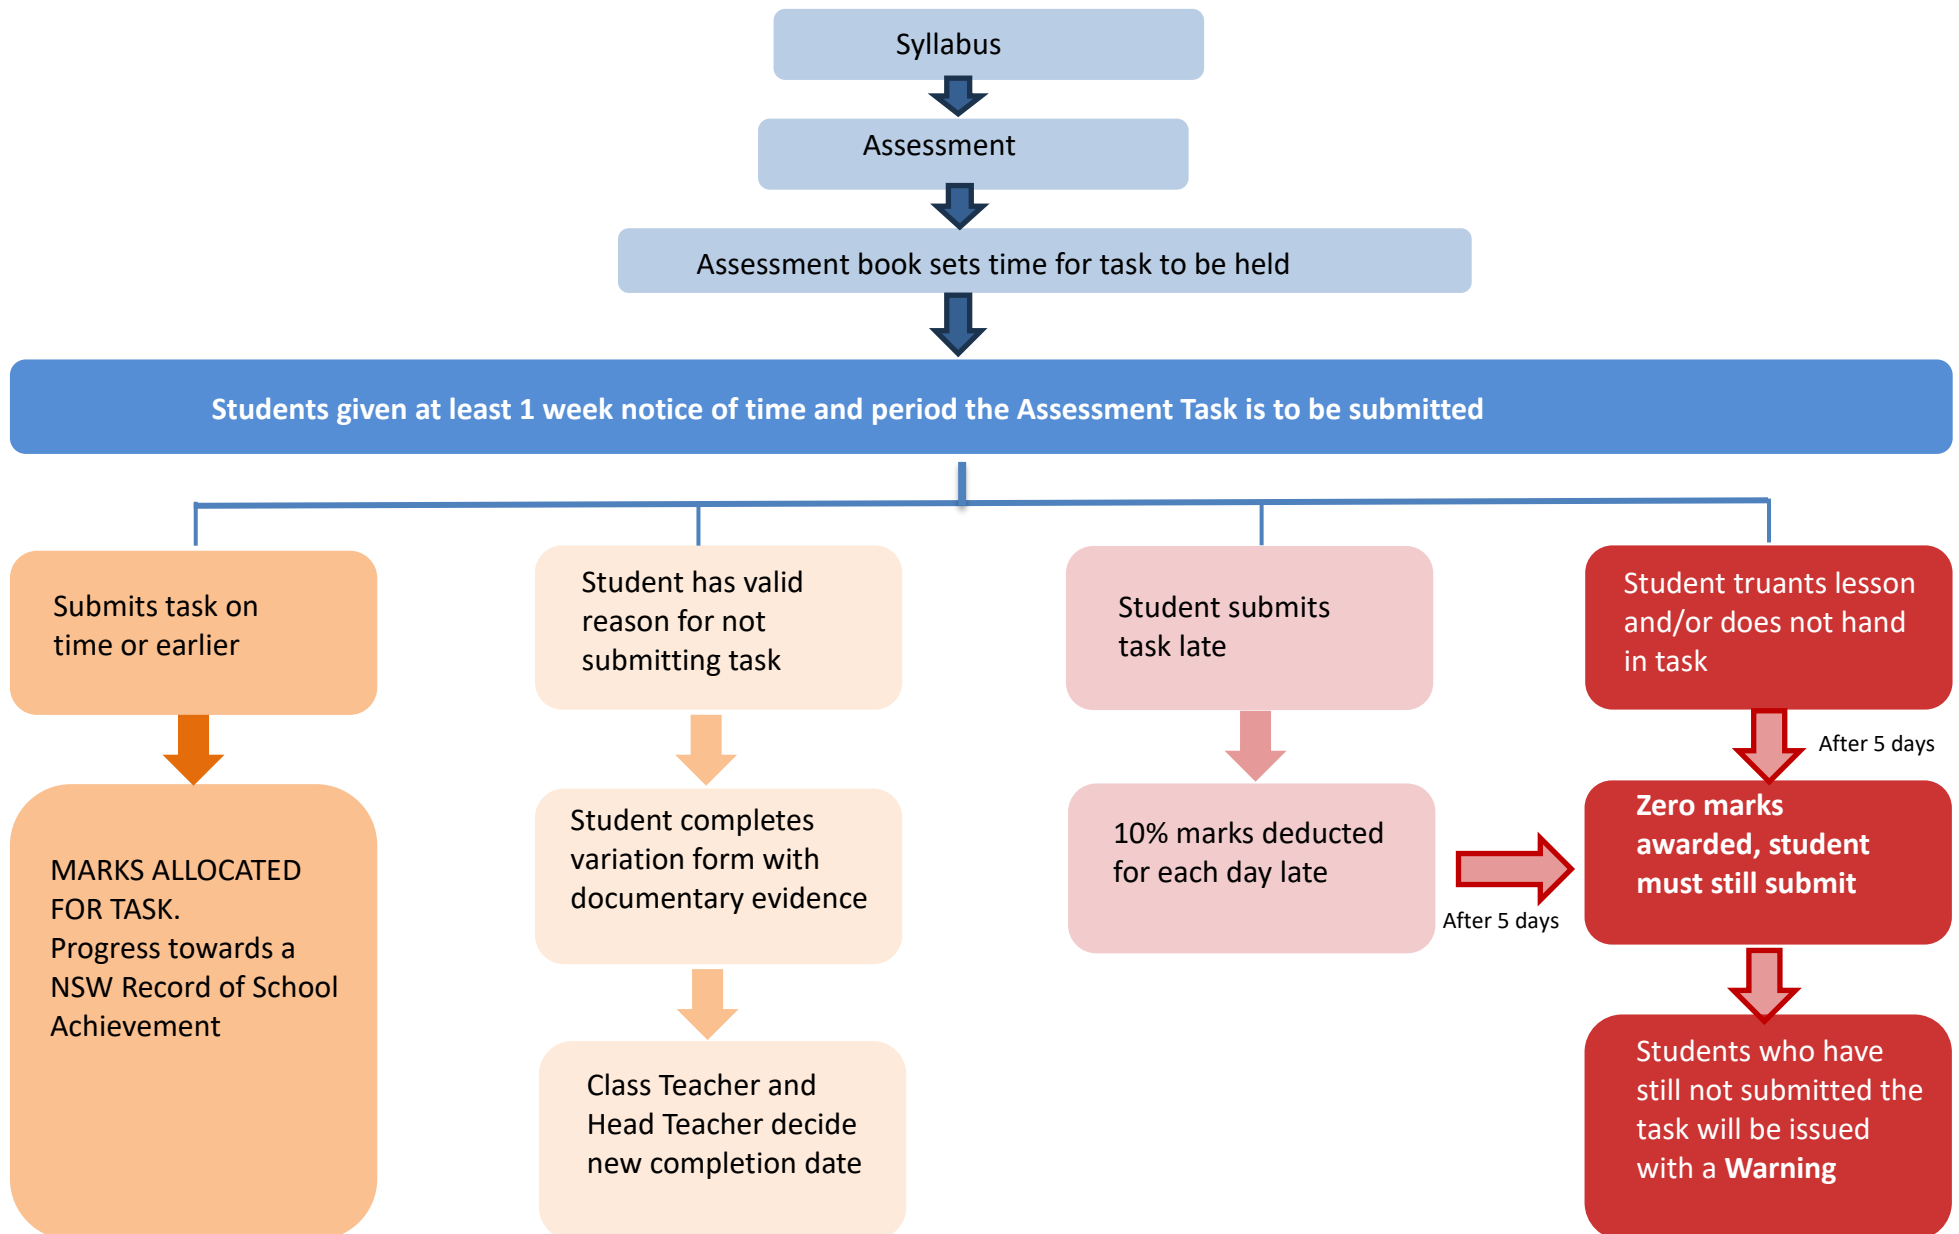 Syllabus
Assessment
Assessment book sets time for task to be held
Students given at least 1 week notice of time and period the Assessment Task is to be submitted
Submits task on
time or earlier
MARKS ALLOCATED
FOR TASK.
Progress towards a
NSW Record of School
Achievement
Student has valid
reason for not
submitting task
Student completes
variation form with
documentary evidence
Class Teacher and
Head Teacher decide
new completion date
Student submits
task late
10% marks deducted
for each day late
After 5 days
Student truants lesson
and/or does not hand
in task
After 5 days
Zero marks
awarded, student
must still submit
Students who have
still not submitted the
task will be issued
with a Warning